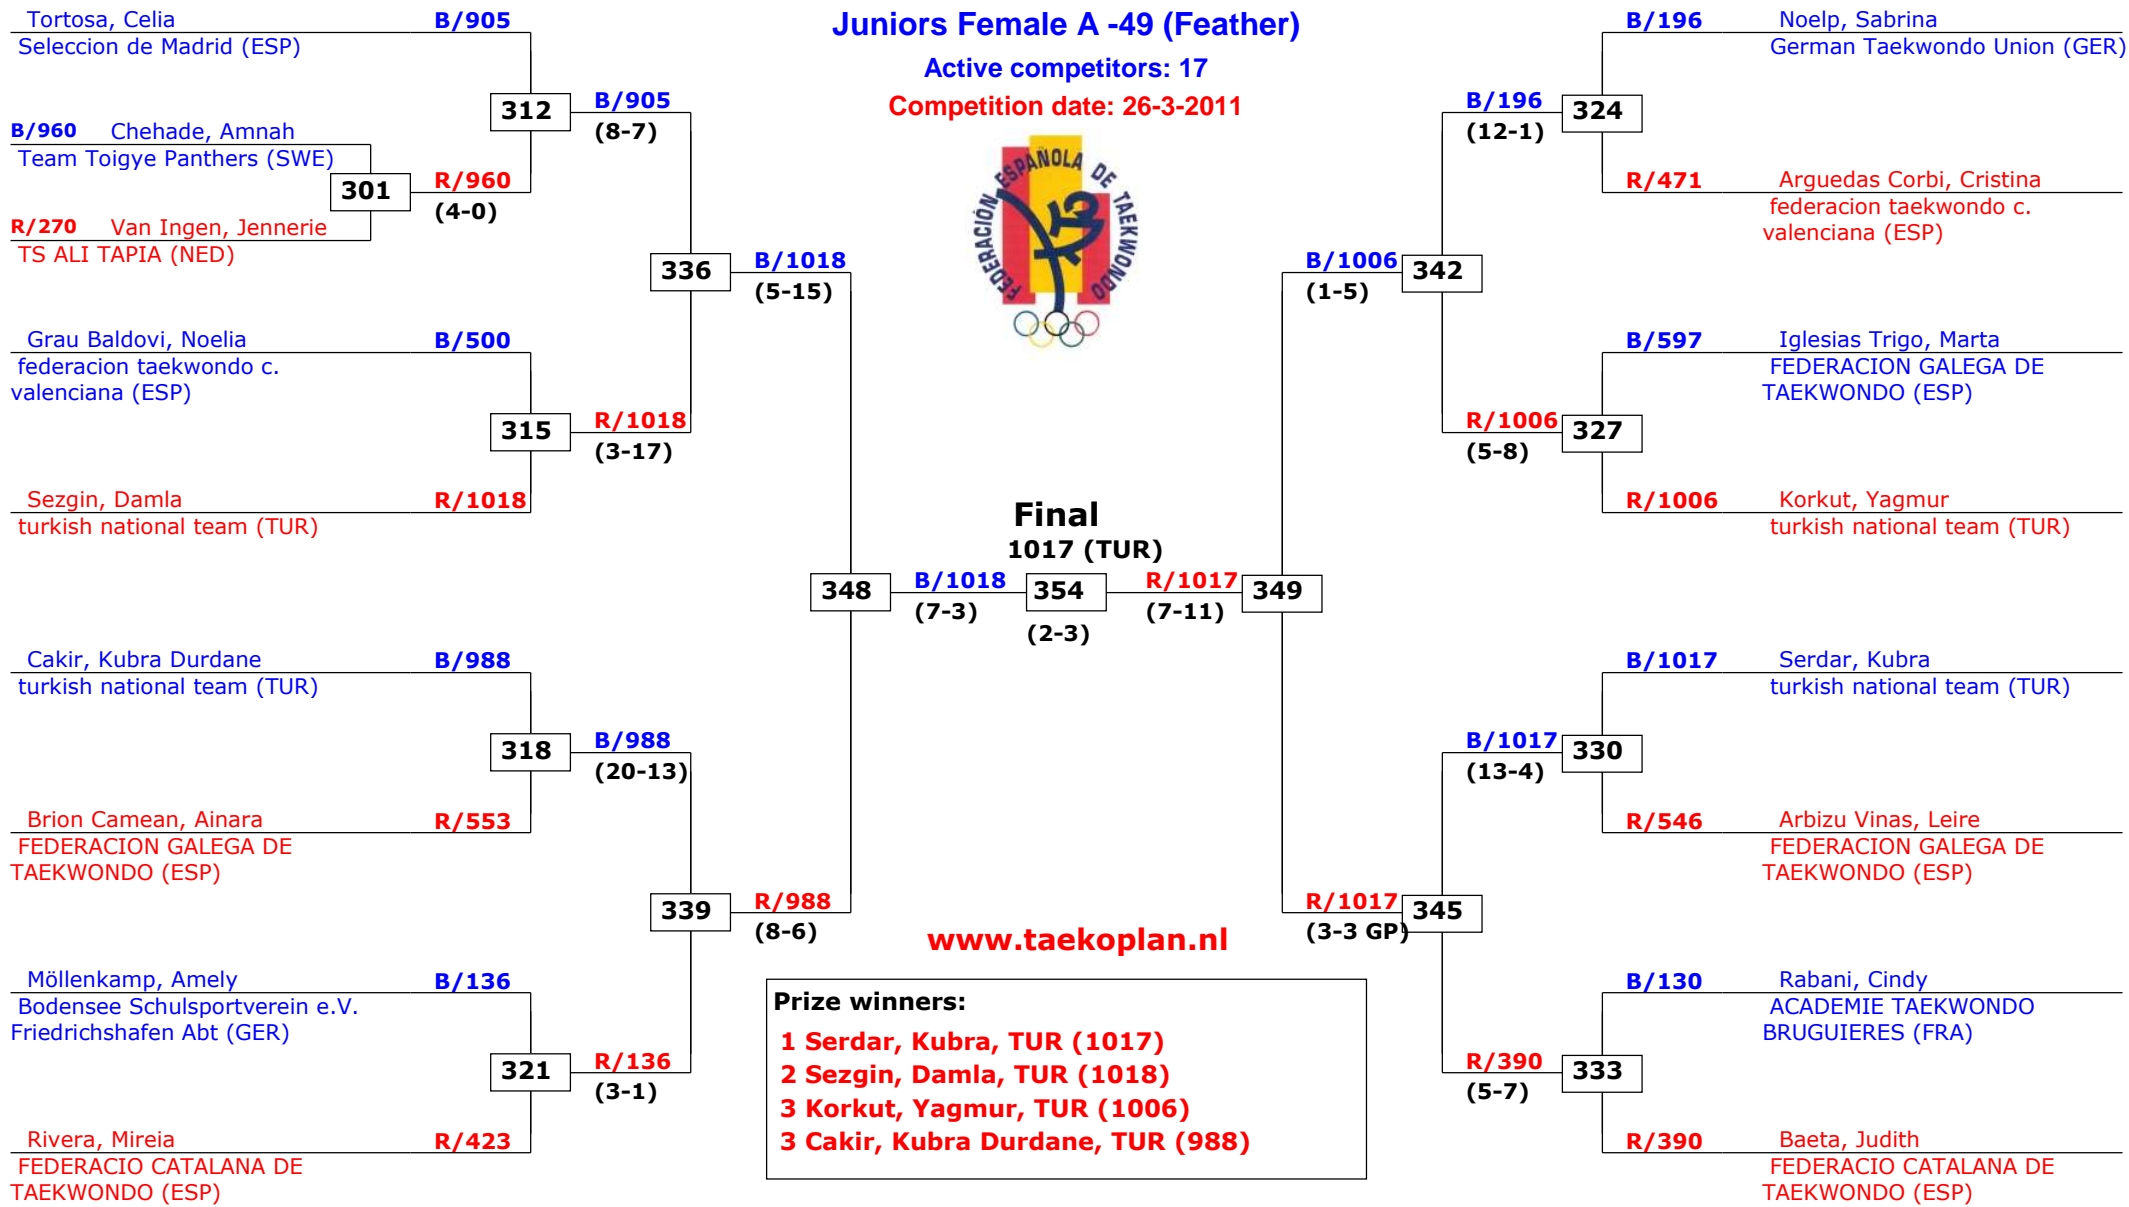 Juniors Female A -49 (Feather)
Active competitors: 17
Competition date: 26-3-2011
FEDERACIÓN ESPAÑOLA DE TAEKWONDO
Tortosa, Celia B/905
Seleccion de Madrid (ESP)
312
B/905
(8-7)
B/960 Chehade, Amnah
Team Toigye Panthers (SWE)
301
R/960
(4-0)
R/270 Van Ingen, Jennerie
TS ALI TAPIA (NED)
336
B/1018
(5-15)
Grau Baldovi, Noelia B/500
federacion taekwondo c.
valenciana (ESP)
315
R/1018
(3-17)
Sezgin, Damla R/1018
turkish national team (TUR)
348
B/1018
(7-3)
Cakir, Kubra Durdane B/988
turkish national team (TUR)
318
B/988
(20-13)
Brion Camean, Ainara R/553
FEDERACION GALEGA DE
TAEKWONDO (ESP)
339
R/988
(8-6)
Möllenkamp, Amely B/136
Bodensee Schulsportverein e.V.
Friedrichshafen Abt (GER)
321
R/136
(3-1)
Rivera, Mireia R/423
FEDERACIO CATALANA DE
TAEKWONDO (ESP)
Final
1017 (TUR)
354
(2-3)
B/196 Noelp, Sabrina
German Taekwondo Union (GER)
B/196
(12-1)
324
R/471 Arguedas Corbi, Cristina
federacion taekwondo c.
valenciana (ESP)
B/1006
(1-5)
342
B/597 Iglesias Trigo, Marta
FEDERACION GALEGA DE
TAEKWONDO (ESP)
R/1006
(5-8)
327
R/1006 Korkut, Yagmur
turkish national team (TUR)
R/1017
(7-11)
349
B/1017 Serdar, Kubra
turkish national team (TUR)
B/1017
(13-4)
330
R/546 Arbizu Vinas, Leire
FEDERACION GALEGA DE
TAEKWONDO (ESP)
R/1017
(3-3 GP)
345
B/130 Rabani, Cindy
ACADEMIE TAEKWONDO
BRUGUIERES (FRA)
R/390
(5-7)
333
R/390 Baeta, Judith
FEDERACIO CATALANA DE
TAEKWONDO (ESP)
www.taekoplan.nl
Prize winners:
1 Serdar, Kubra, TUR (1017)
2 Sezgin, Damla, TUR (1018)
3 Korkut, Yagmur, TUR (1006)
3 Cakir, Kubra Durdane, TUR (988)